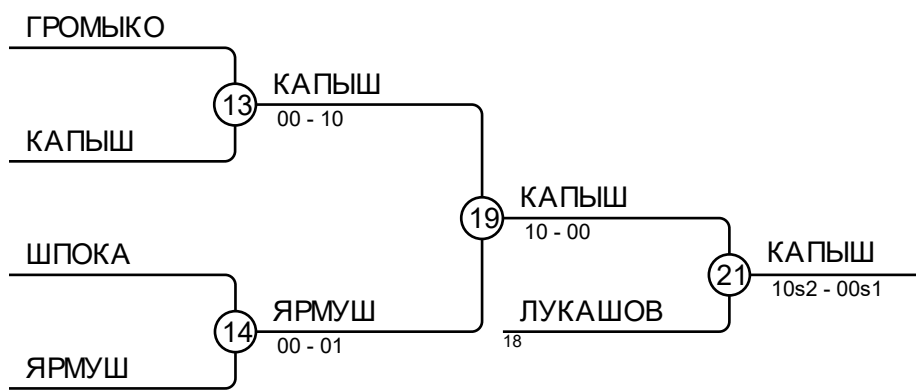 ГРОМЫКО
13
КАПЫШ
00 - 10
КАПЫШ
19
КАПЫШ
10 - 00
ШПОКА
21
КАПЫШ
10s2 - 00s1
14
ЯРМУШ
00 - 01
ЛУКАШОВ
18
ЯРМУШ